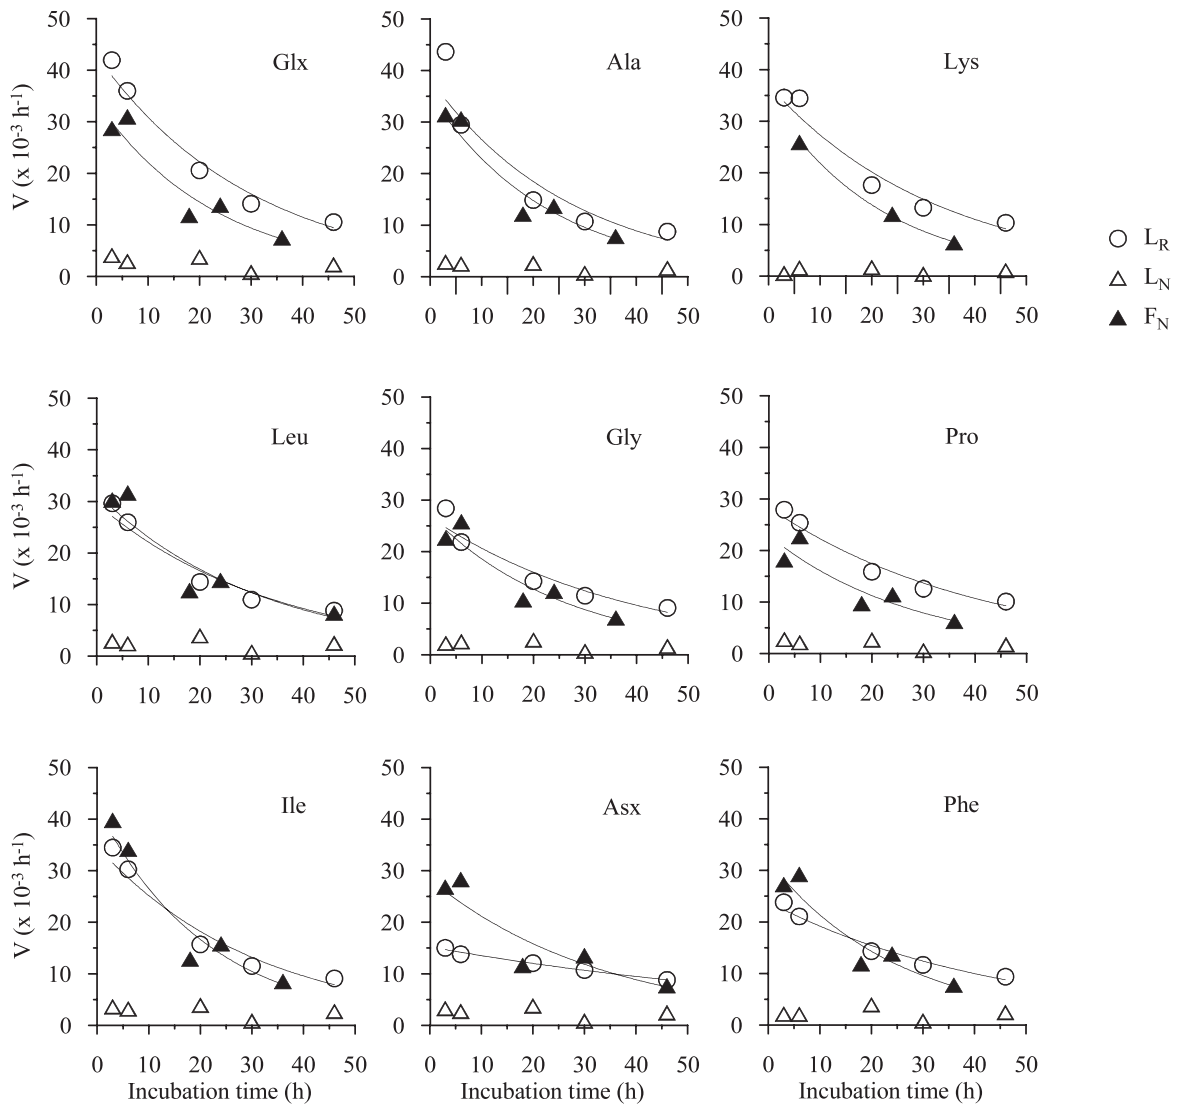 50 50 50
40 Glx 40 Ala 40 Lys
V (x 10⁻³ h⁻¹) 30 30 30
20 20 20
10 10 10
0 0 0
0 10 20 30 40 50 0 10 20 30 40 50 0 10 20 30 40 50
L_R
L_N
F_N
50 50 50
40 Leu 40 Gly 40 Pro
V (x 10⁻³ h⁻¹) 30 30 30
20 20 20
10 10 10
0 0 0
0 10 20 30 40 50 0 10 20 30 40 50 0 10 20 30 40 50
50 50 50
40 Ile 40 Asx 40 Phe
V (x 10⁻³ h⁻¹) 30 30 30
20 20 20
10 10 10
0 0 0
0 10 20 30 40 50 0 10 20 30 40 50 0 10 20 30 40 50
Incubation time (h) Incubation time (h) Incubation time (h)